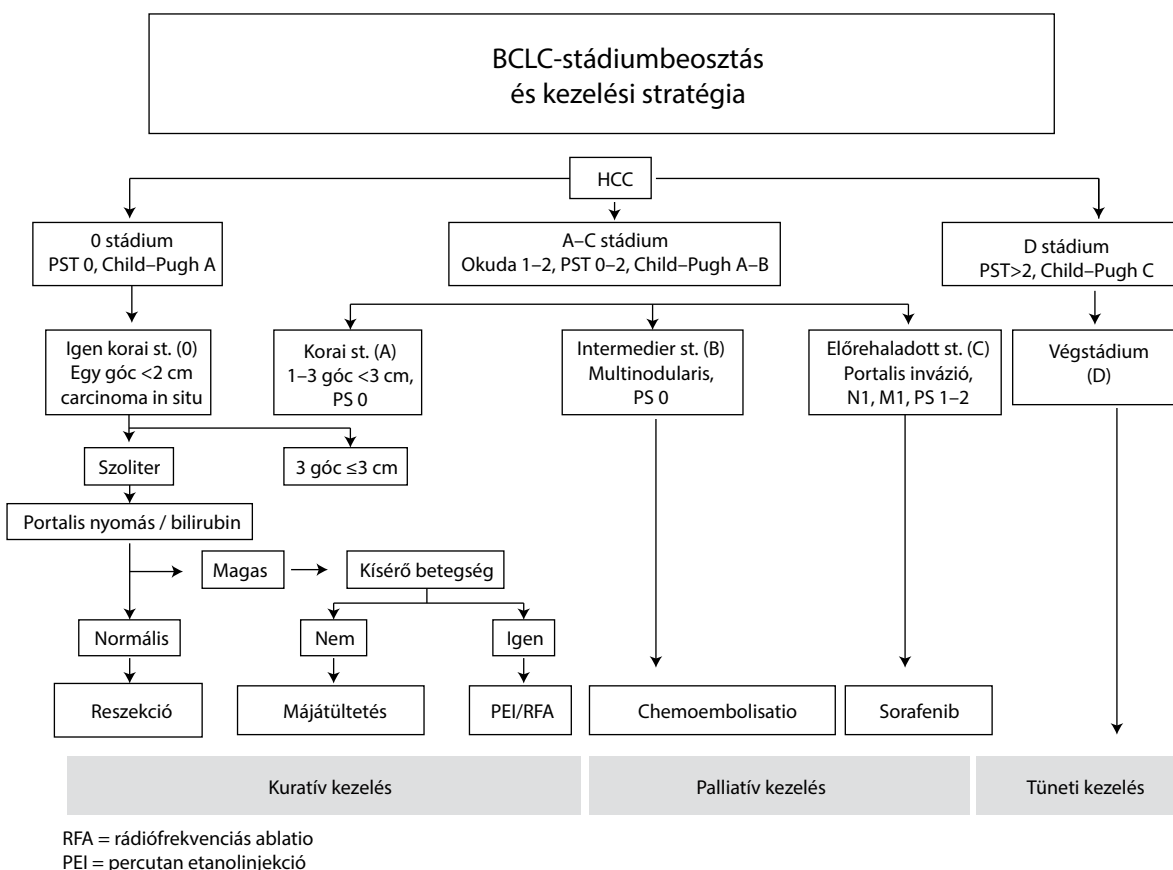 BCLC-stádiumbeosztás
és kezelési stratégia
HCC
0 stádium
PST 0, Child–Pugh A
A–C stádium
Okuda 1–2, PST 0–2, Child–Pugh A–B
D stádium
PST>2, Child–Pugh C
Igen korai st. (0)
Egy góc <2 cm
carcinoma in situ
Korai st. (A)
1–3 góc <3 cm,
PS 0
Intermedier st. (B)
Multinodularis,
PS 0
Előrehaladott st. (C)
Portalis invázió,
N1, M1, PS 1–2
Végstádium
(D)
Szoliter
3 góc ≤3 cm
Portalis nyomás / bilirubin
Magas
Kísérő betegség
Normális
Nem
Igen
Reszekció
Májátültetés
PEI/RFA
Chemoembolisatio
Sorafenib
Kuratív kezelés
Palliatív kezelés
Tüneti kezelés
RFA = rádiófrekvenciás ablatio
PEI = percutan etanolinjekció